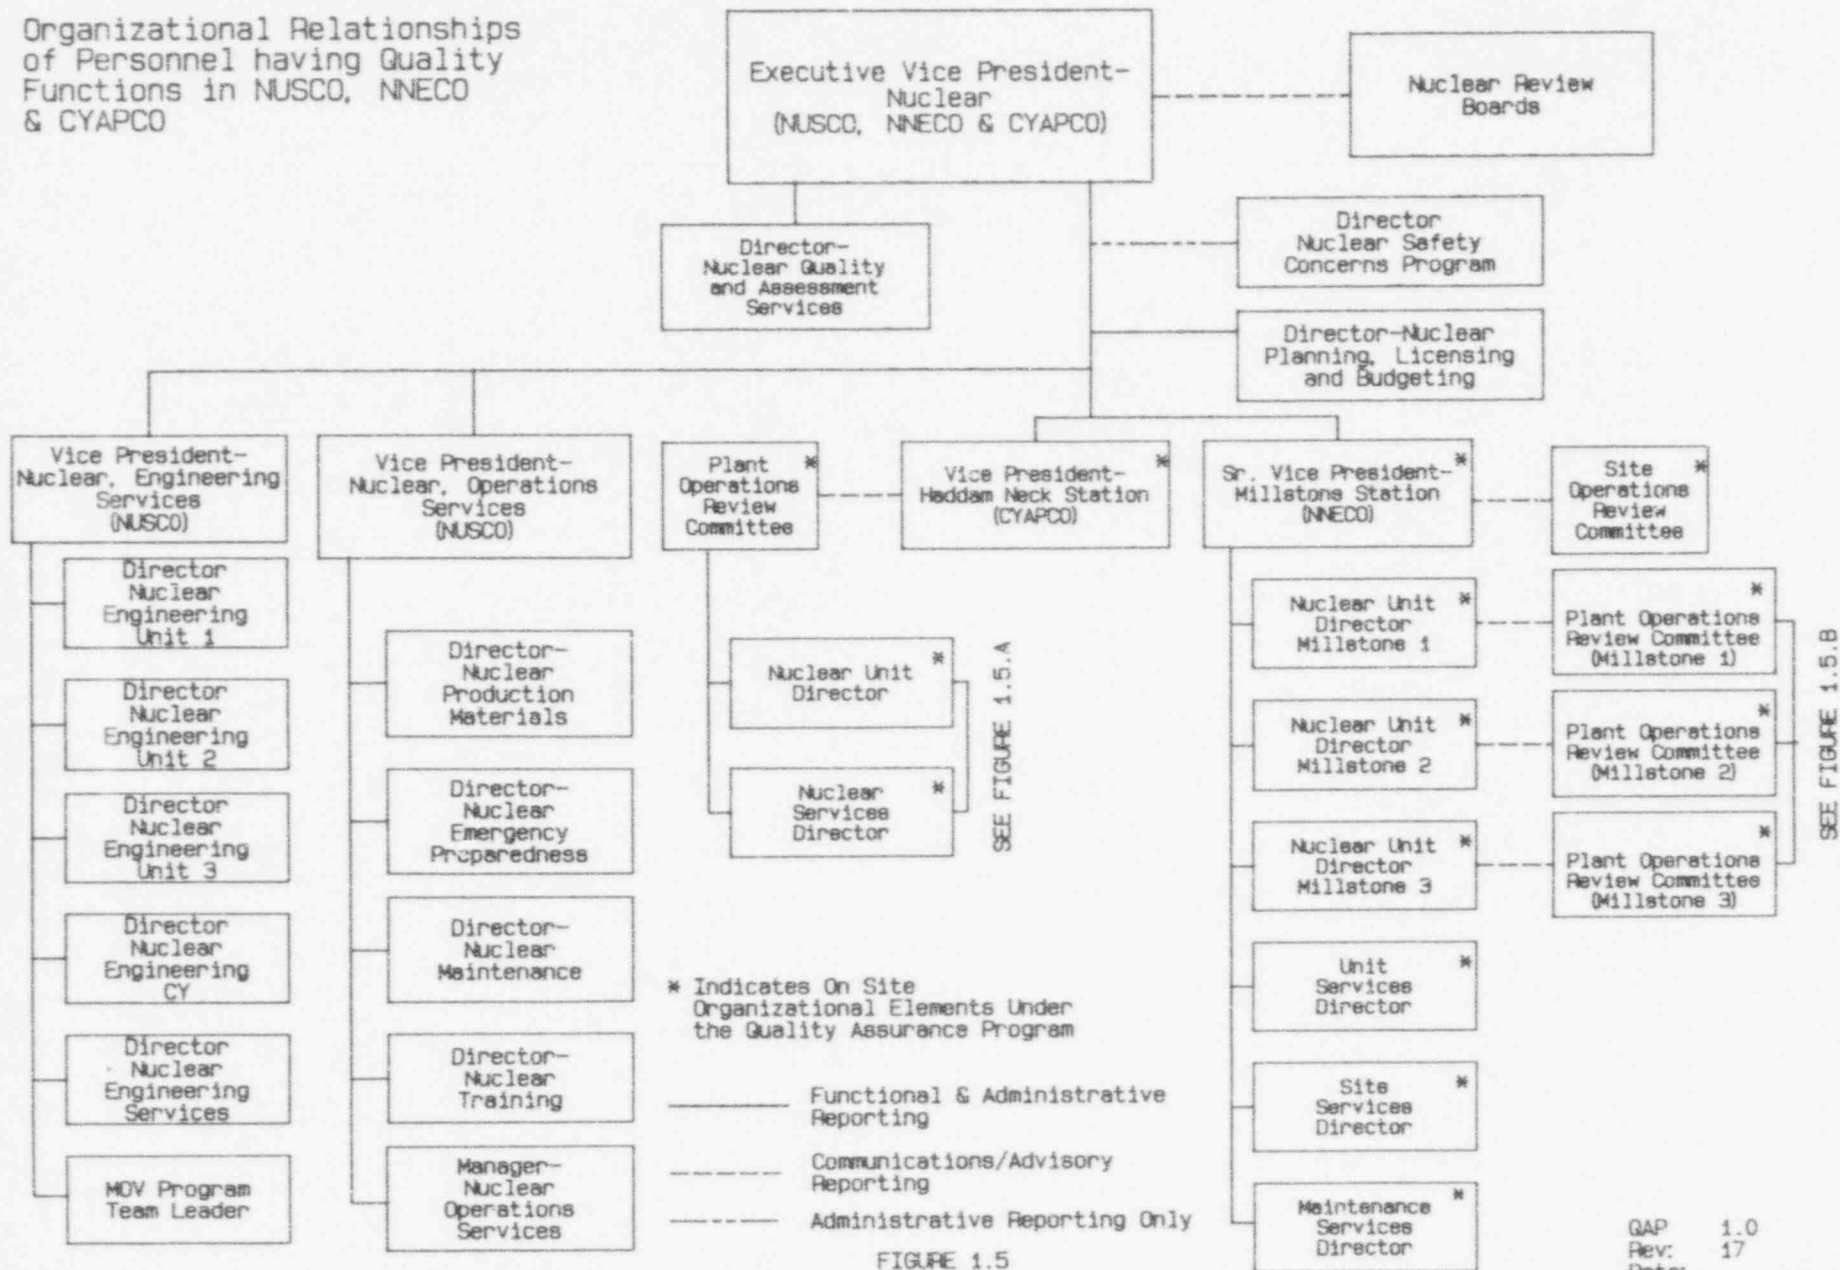 Organizational Relationships
of Personnel having Quality
Functions in NUSCO, NNECO
& CYAPCO
Executive Vice President-
Nuclear
(NUSCO, NNECO & CYAPCO)
Nuclear Review
Boards
Director-
Nuclear Quality
and Assessment
Services
Director
Nuclear Safety
Concerns Program
Director-Nuclear
Planning, Licensing
and Budgeting
Vice President-
Nuclear, Engineering
Services
(NUSCO)
Vice President-
Nuclear, Operations
Services
(NUSCO)
Plant *
Operations
Review
Committee
Vice President- *
Haddam Neck Station
(CYAPCO)
Sr. Vice President- *
Millstons Station
(NNECO)
Site *
Operations
Review
Committee
Director
Nuclear
Engineering
Unit 1
Director
Nuclear
Engineering
Unit 2
Director
Nuclear
Engineering
Unit 3
Director
Nuclear
Engineering
CY
Director
Nuclear
Engineering
Services
MOV Program
Team Leader
Director-
Nuclear
Production
Materials
Director-
Nuclear
Emergency
Preparedness
Director-
Nuclear
Maintenance
Director-
Nuclear
Training
Manager-
Nuclear
Operations
Services
Nuclear Unit *
Director
Nuclear *
Services
Director
SEE FIGURE 1.5.A
Nuclear Unit *
Director
Millstone 1
Nuclear Unit *
Director
Millstone 2
Nuclear Unit *
Director
Millstone 3
Unit *
Services
Director
Site *
Services
Director
Maintenance *
Services
Director
*
Plant Operations
Review Committee
(Millstone 1)
*
Plant Operations
Review Committee
(Millstone 2)
*
Plant Operations
Review Committee
(Millstone 3)
SEE FIGURE 1.5.B
* Indicates On Site
Organizational Elements Under
the Quality Assurance Program
Functional & Administrative
Reporting
Communications/Advisory
Reporting
Administrative Reporting Only
FIGURE 1.5
QAP 1.0
Rev: 17